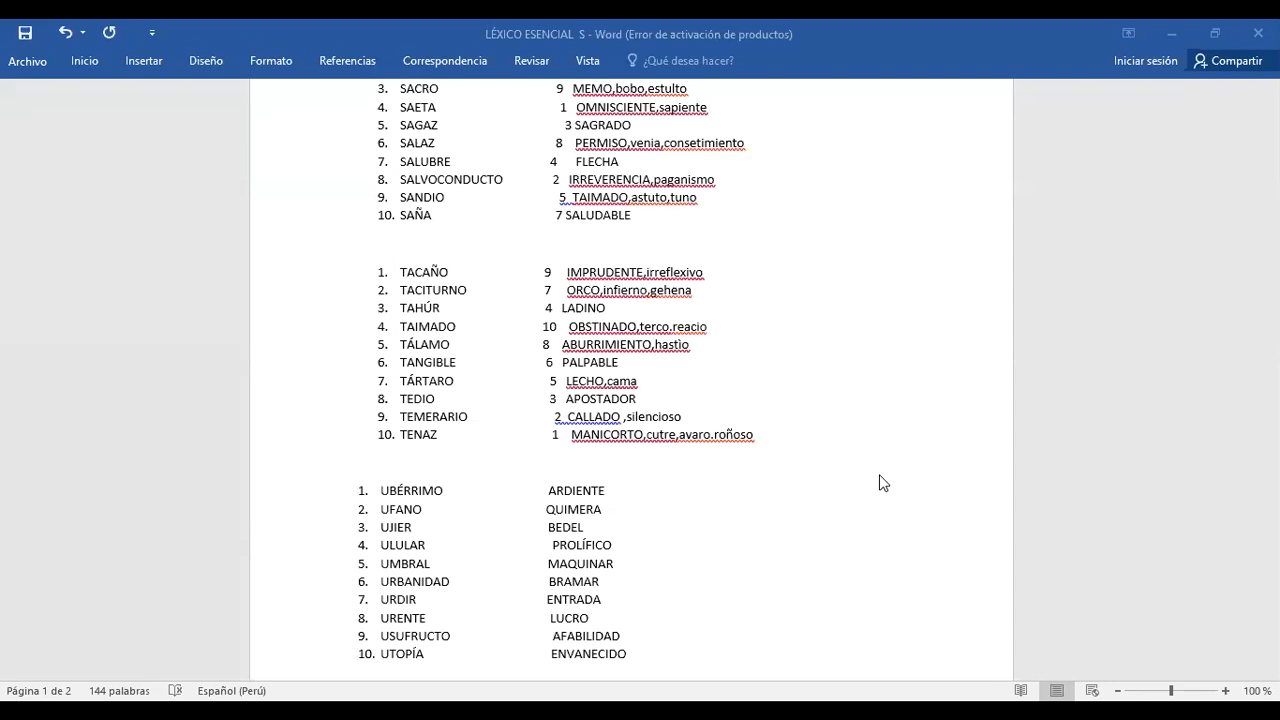 LÉXICO ESENCIAL S - Word (Error de activación de productos)
Archivo Inicio Insertar Diseño Formato Referencias Correspondencia Revisar Vista ¿Qué desea hacer? Iniciar sesión Compartir
3. SACRO 9 MEMO,bobo,estulto
4. SAETA 1 OMNISCIENTE,sapiente
5. SAGAZ 3 SAGRADO
6. SALAZ 8 PERMISO,venia,consetimiento
7. SALUBRE 4 FLECHA
8. SALVOCONDUCTO 2 IRREVERENCIA,paganismo
9. SANDIO 5 TAIMADO,astuto,tuno
10. SAÑA 7 SALUDABLE
1. TACAÑO 9 IMPRUDENTE,irreflexivo
2. TACITURNO 7 ORCO,infierno,gehena
3. TAHÚR 4 LADINO
4. TAIMADO 10 OBSTINADO,terco.reacio
5. TÁLAMO 8 ABURRIMIENTO,hastìo
6. TANGIBLE 6 PALPABLE
7. TÁRTARO 5 LECHO,cama
8. TEDIO 3 APOSTADOR
9. TEMERARIO 2 CALLADO ,silencioso
10. TENAZ 1 MANICORTO,cutre,avaro.roñoso
1. UBÉRRIMO ARDIENTE
2. UFANO QUIMERA
3. UJIER BEDEL
4. ULULAR PROLÍFICO
5. UMBRAL MAQUINAR
6. URBANIDAD BRAMAR
7. URDIR ENTRADA
8. URENTE LUCRO
9. USUFRUCTO AFABILIDAD
10. UTOPÍA ENVANECIDO
Página 1 de 2 144 palabras Español (Perú) 100 %